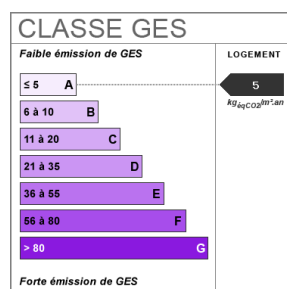 CLASSE GES
Faible émission de GES
LOGEMENT
≤ 5 A
5
kgéqCO2/m².an
6 à 10 B
11 à 20 C
21 à 35 D
36 à 55 E
56 à 80 F
> 80 G
Forte émission de GES